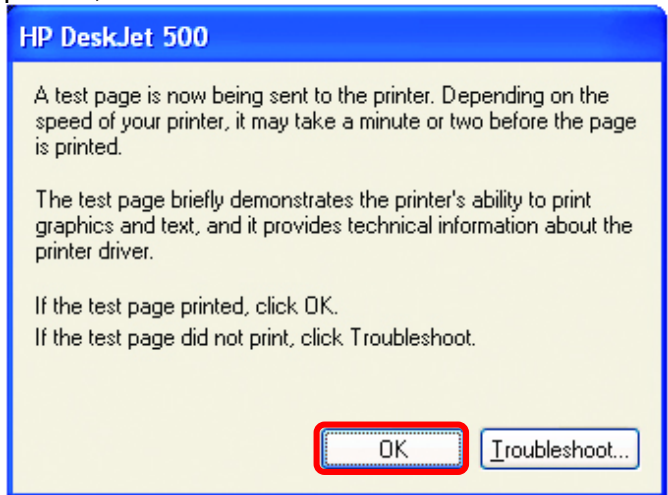 HP DeskJet 500
A test page is now being sent to the printer. Depending on the
speed of your printer, it may take a minute or two before the page
is printed.
The test page briefly demonstrates the printer's ability to print
graphics and text, and it provides technical information about the
printer driver.
If the test page printed, click OK.
If the test page did not print, click Troubleshoot.
OK
Troubleshoot...